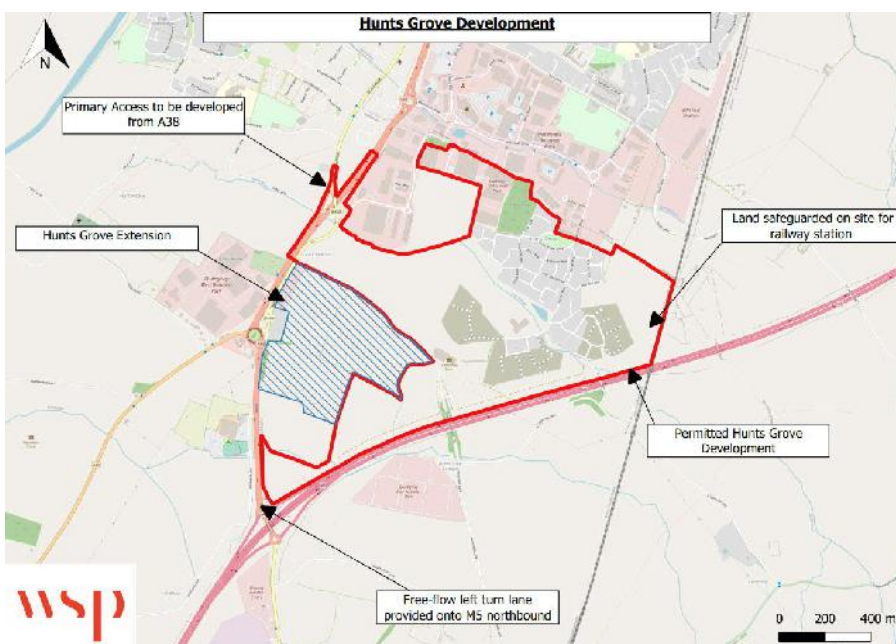 Hunts Grove Development
N
Primary Access to be developed
from A38
Hunts Grove Extension
Land safeguarded on site for
railway station
Permitted Hunts Grove
Development
Free-flow left turn lane
provided onto M5 northbound
wsp
0 200 400 m